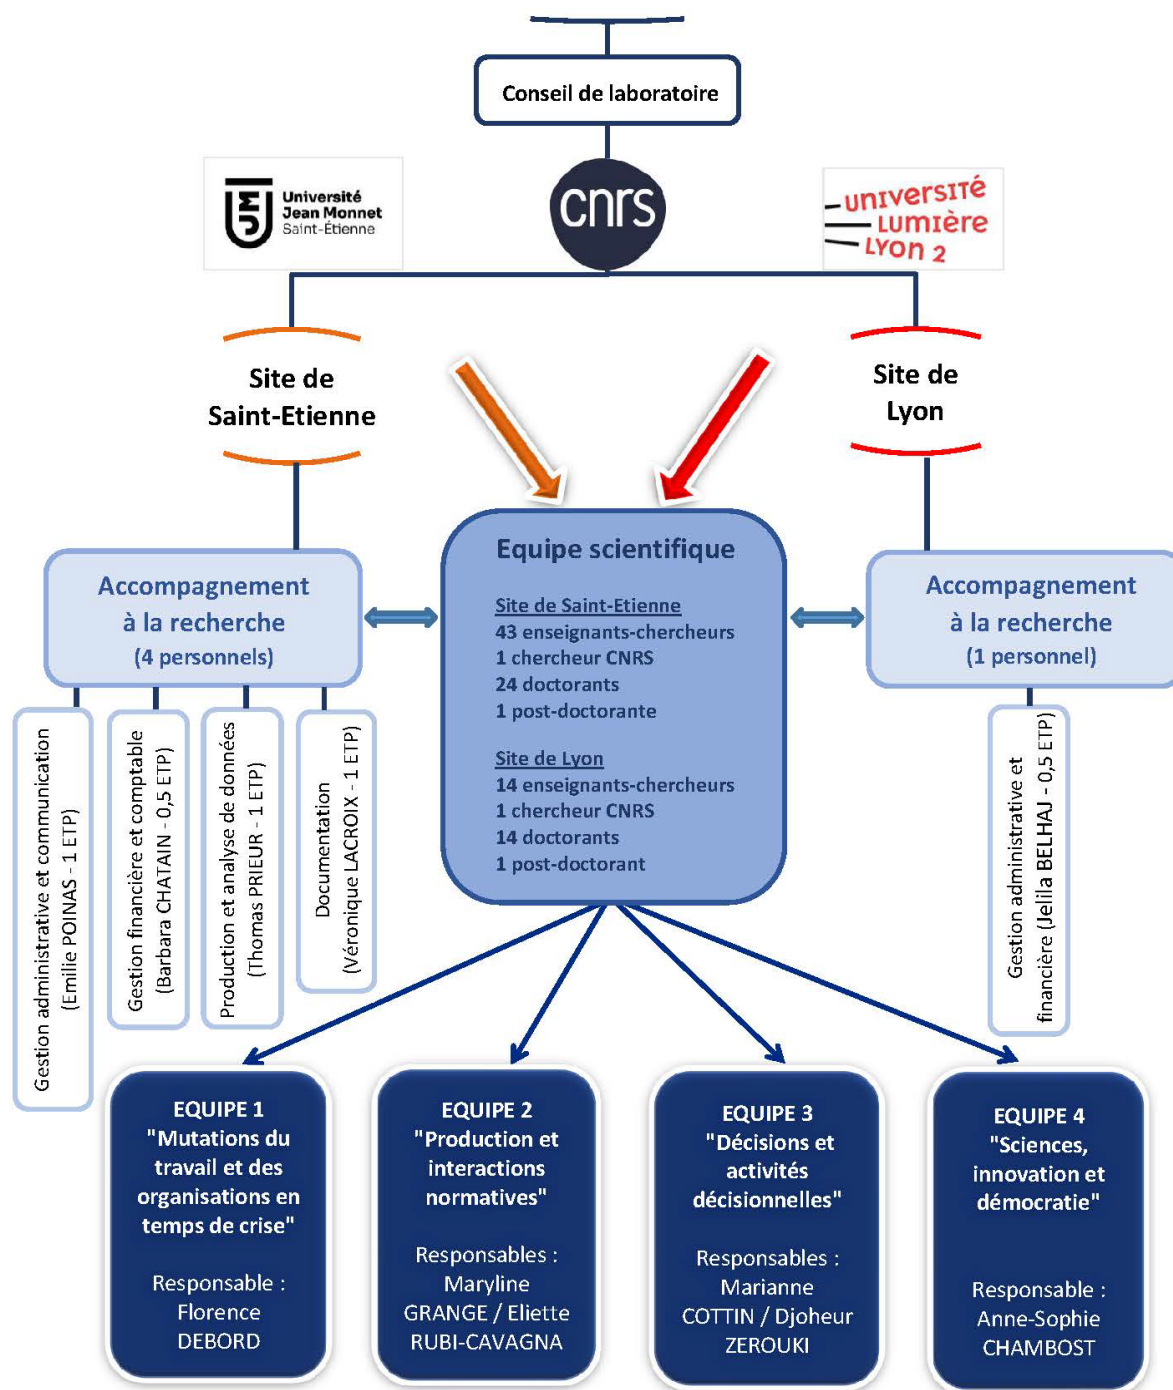 Conseil de laboratoire
UJM
Université
Jean Monnet
Saint-Étienne
cnrs
UNIVERSITÉ
LUMIÈRE
LYON 2
Site de
Saint-Etienne
Site de
Lyon
Equipe scientifique
Site de Saint-Etienne
43 enseignants-chercheurs
1 chercheur CNRS
24 doctorants
1 post-doctorante
Site de Lyon
14 enseignants-chercheurs
1 chercheur CNRS
14 doctorants
1 post-doctorant
Accompagnement
à la recherche
(4 personnels)
Accompagnement
à la recherche
(1 personnel)
Gestion administrative et communication
(Emilie POINAS - 1 ETP)
Gestion financière et comptable
(Barbara CHATAIN - 0,5 ETP)
Production et analyse de données
(Thomas PRIEUR - 1 ETP)
Documentation
(Véronique LACROIX - 1 ETP)
Gestion administrative et
financière (Jelila BELHAJ - 0,5 ETP)
EQUIPE 1
"Mutations du
travail et des
organisations en
temps de crise"
Responsable :
Florence
DEBORD
EQUIPE 2
"Production et
interactions
normatives"
Responsables :
Maryline
GRANGE / Eliette
RUBI-CAVAGNA
EQUIPE 3
"Décisions et
activités
décisionnelles"
Responsables :
Marianne
COTTIN / Djoheur
ZEROUKI
EQUIPE 4
"Sciences,
innovation et
démocratie"
Responsable :
Anne-Sophie
CHAMBOST